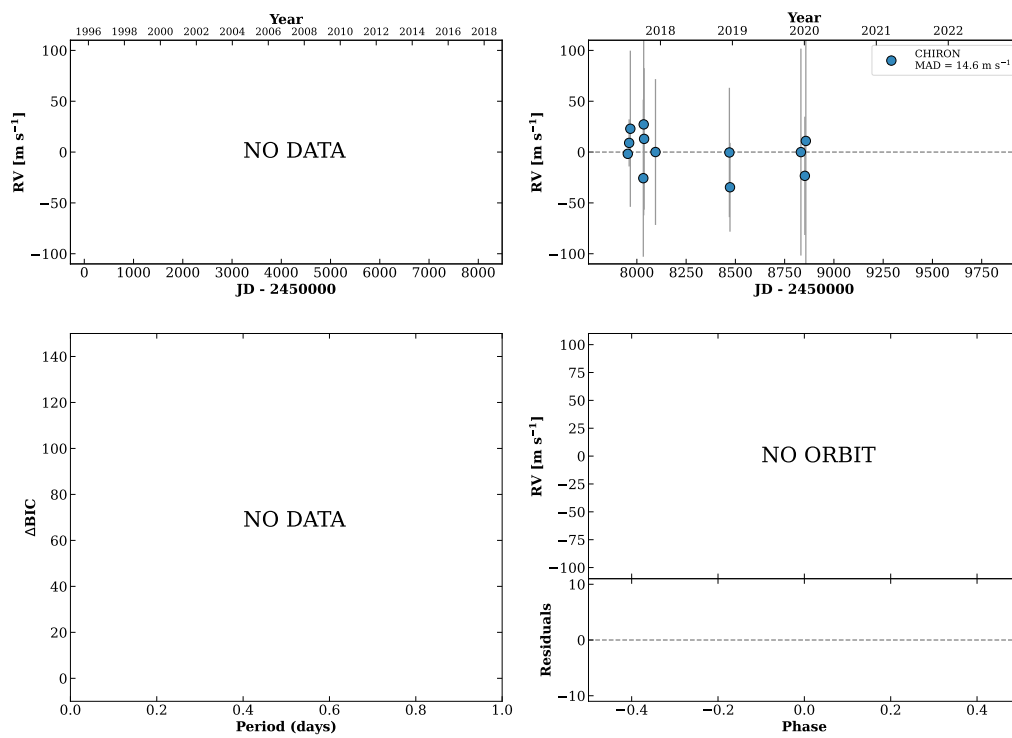 Year
1996 1998 2000 2002 2004 2006 2008 2010 2012 2014 2016 2018
100
50
0
−50
−100
RV [m s−1]
NO DATA
0 1000 2000 3000 4000 5000 6000 7000 8000
JD - 2450000
Year
2018 2019 2020 2021 2022
100
50
0
−50
−100
RV [m s−1]
CHIRON
MAD = 14.6 m s−1
8000 8250 8500 8750 9000 9250 9500 9750
JD - 2450000
140
120
100
80
60
40
20
0
ΔBIC
NO DATA
0.0 0.2 0.4 0.6 0.8 1.0
Period (days)
100
75
50
25
0
−25
−50
−75
−100
RV [m s−1]
NO ORBIT
10
0
−10
Residuals
−0.4 −0.2 0.0 0.2 0.4
Phase